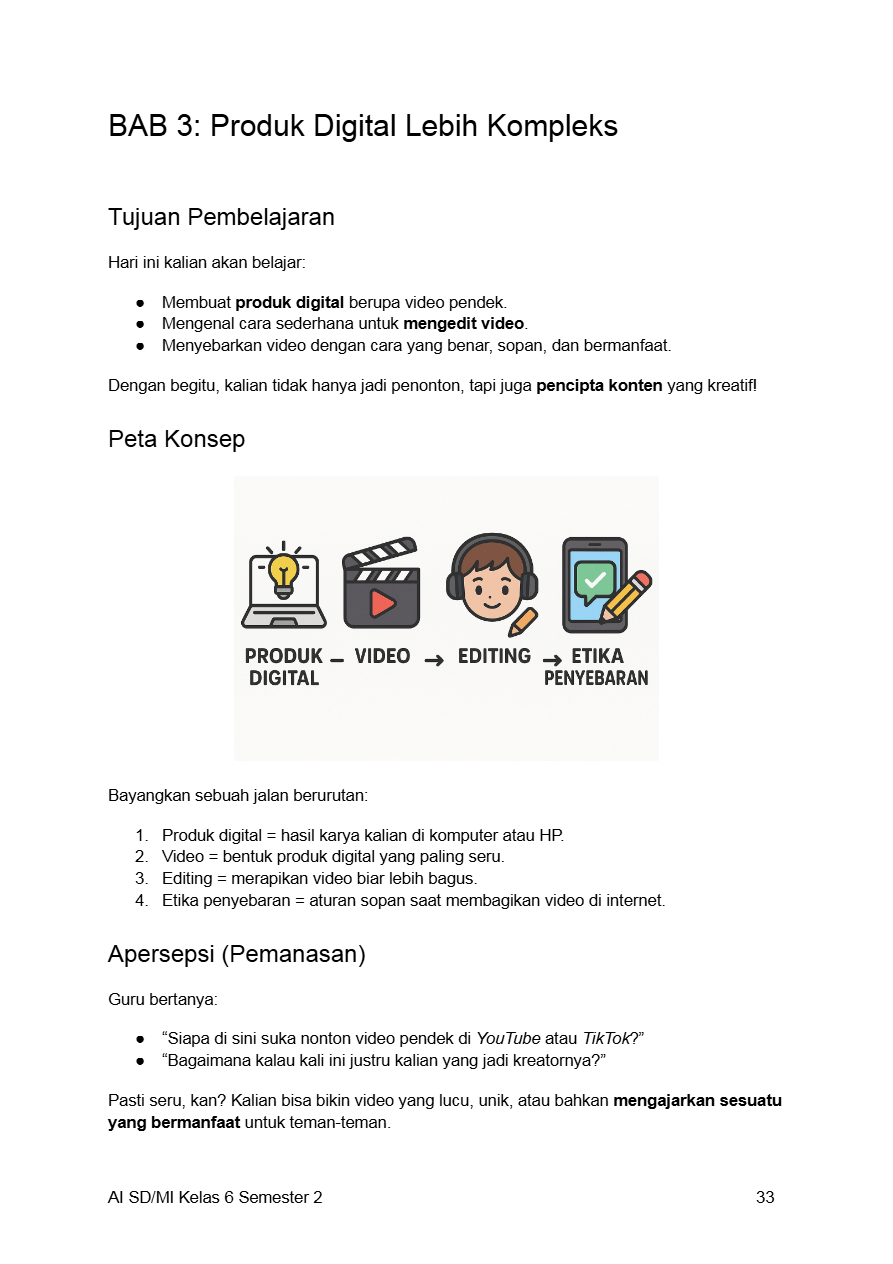 BAB 3: Produk Digital Lebih Kompleks
Tujuan Pembelajaran
Hari ini kalian akan belajar:
● Membuat produk digital berupa video pendek.
● Mengenal cara sederhana untuk mengedit video.
● Menyebarkan video dengan cara yang benar, sopan, dan bermanfaat.
Dengan begitu, kalian tidak hanya jadi penonton, tapi juga pencipta konten yang kreatif!
Peta Konsep
PRODUK – VIDEO → EDITING → ETIKA
DIGITAL PENYEBARAN
Bayangkan sebuah jalan berurutan:
1. Produk digital = hasil karya kalian di komputer atau HP.
2. Video = bentuk produk digital yang paling seru.
3. Editing = merapikan video biar lebih bagus.
4. Etika penyebaran = aturan sopan saat membagikan video di internet.
Apersepsi (Pemanasan)
Guru bertanya:
● “Siapa di sini suka nonton video pendek di YouTube atau TikTok?”
● “Bagaimana kalau kali ini justru kalian yang jadi kreatornya?”
Pasti seru, kan? Kalian bisa bikin video yang lucu, unik, atau bahkan mengajarkan sesuatu
yang bermanfaat untuk teman-teman.
AI SD/MI Kelas 6 Semester 2 33